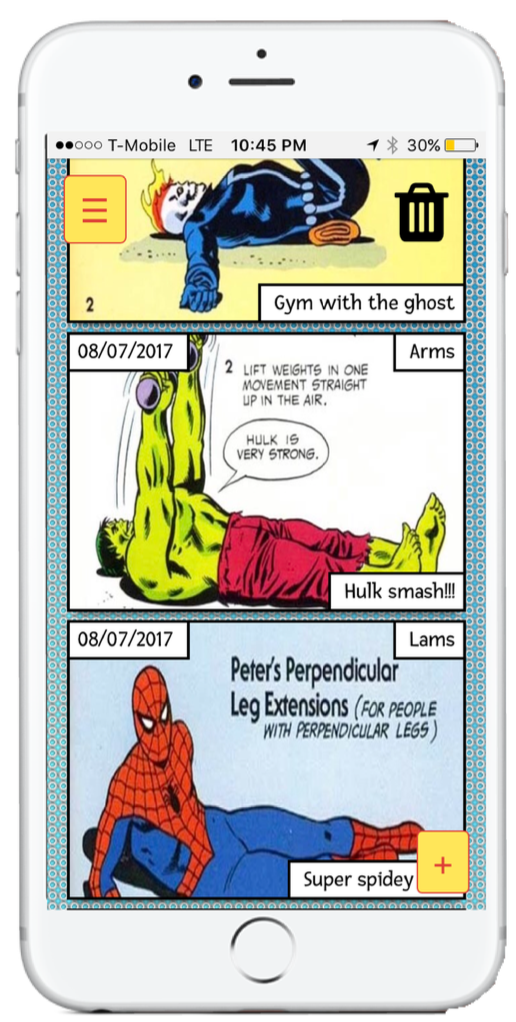 T-Mobile LTE 10:45 PM 30%
2
Gym with the ghost
08/07/2017
Arms
2 LIFT WEIGHTS IN ONE
MOVEMENT STRAIGHT
UP IN THE AIR.
HULK IS
VERY STRONG.
Hulk smash!!!
08/07/2017
Lams
Peter's Perpendicular
Leg Extensions (FOR PEOPLE
WITH PERPENDICULAR LEGS)
Super spidey
+